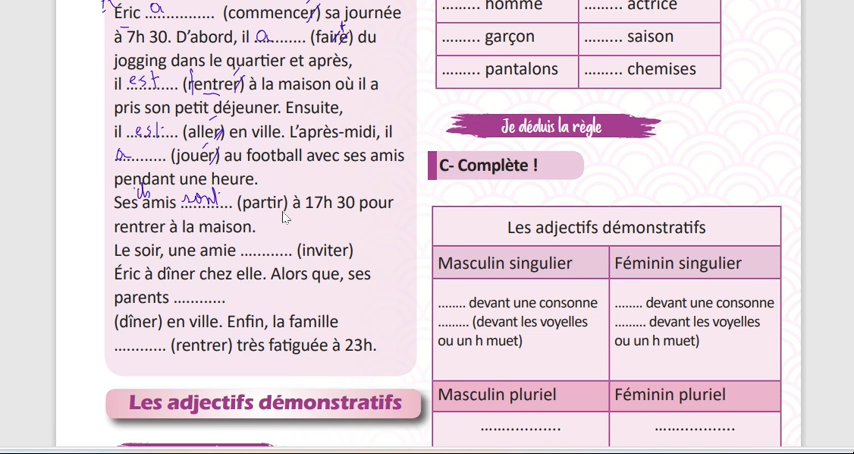 Éric a............... (commencer) sa journée
à 7h 30. D’abord, il a......... (faire) du
jogging dans le quartier et après,
il est............ (rentrer) à la maison où il a
pris son petit déjeuner. Ensuite,
il est............ (aller) en ville. L’après-midi, il
a............ (jouer) au football avec ses amis
pendant une heure.
ils
Ses amis sont............ (partir) à 17h 30 pour
rentrer à la maison.
Le soir, une amie ............ (inviter)
Éric à dîner chez elle. Alors que, ses
parents ............
(dîner) en ville. Enfin, la famille
............ (rentrer) très fatiguée à 23h.
Les adjectifs démonstratifs
......... homme ......... actrice
......... garçon ......... saison
......... pantalons ......... chemises
Je déduis la règle
C- Complète !
Les adjectifs démonstratifs
Masculin singulier Féminin singulier
........ devant une consonne ........ devant une consonne
......... (devant les voyelles ......... devant les voyelles
ou un h muet) ou un h muet)
Masculin pluriel Féminin pluriel
.................. ..................